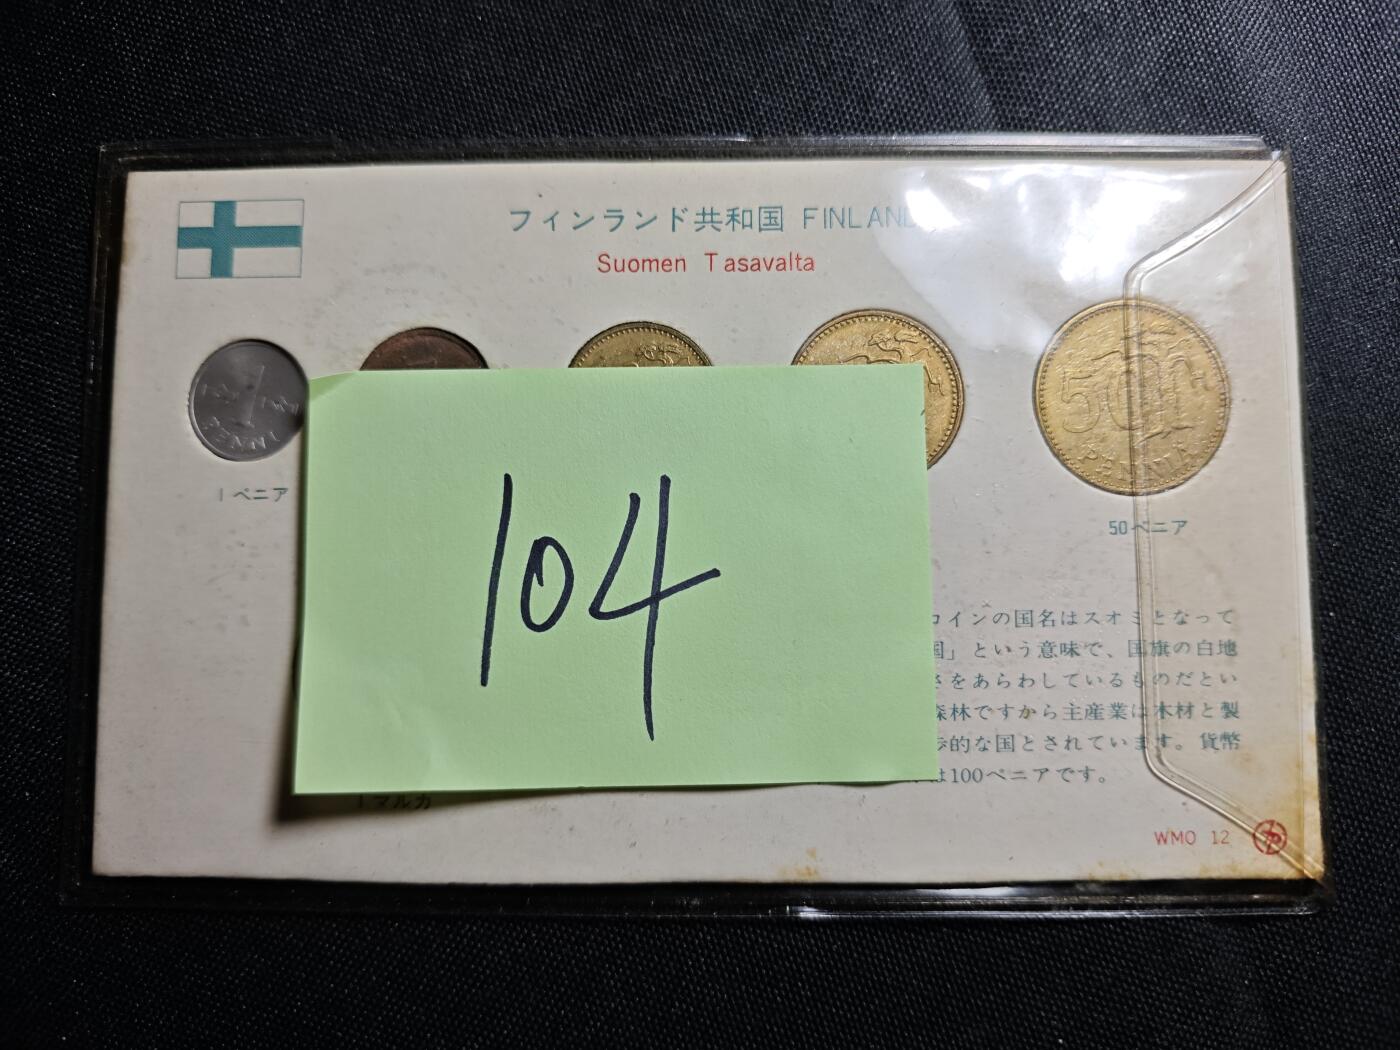 フィンランド共和国 FINLAND
Suomen Tasavalta
1
PENNI
50
PENNIÄ
1ペニア
50ペニア
104
コインの国名はスオミとなって
国」という意味で、国旗の白地
さをあらわしているものだとい
森林ですから主産業は木材と製
歩的な国とされています。貨幣
は100ペニアです。
1マルカ
WMO 12